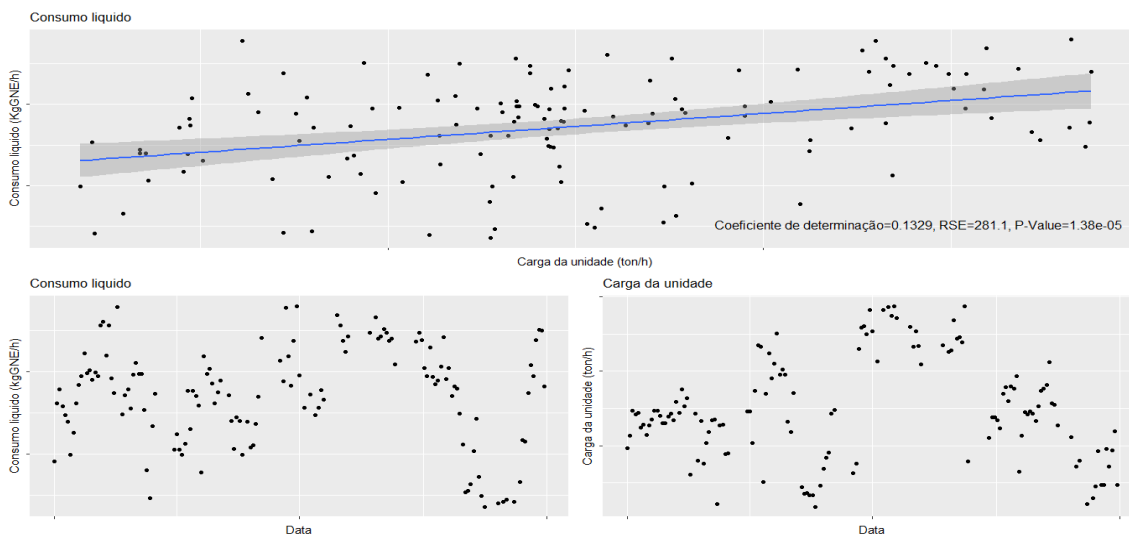 Consumo liquido
Consumo liquido (KgGNE/h)
Coeficiente de determinação=0.1329, RSE=281.1, P-Value=1.38e-05
Carga da unidade (ton/h)
Consumo liquido
Consumo liquido (kgGNE/h)
Data
Carga da unidade
Carga da unidade (ton/h)
Data